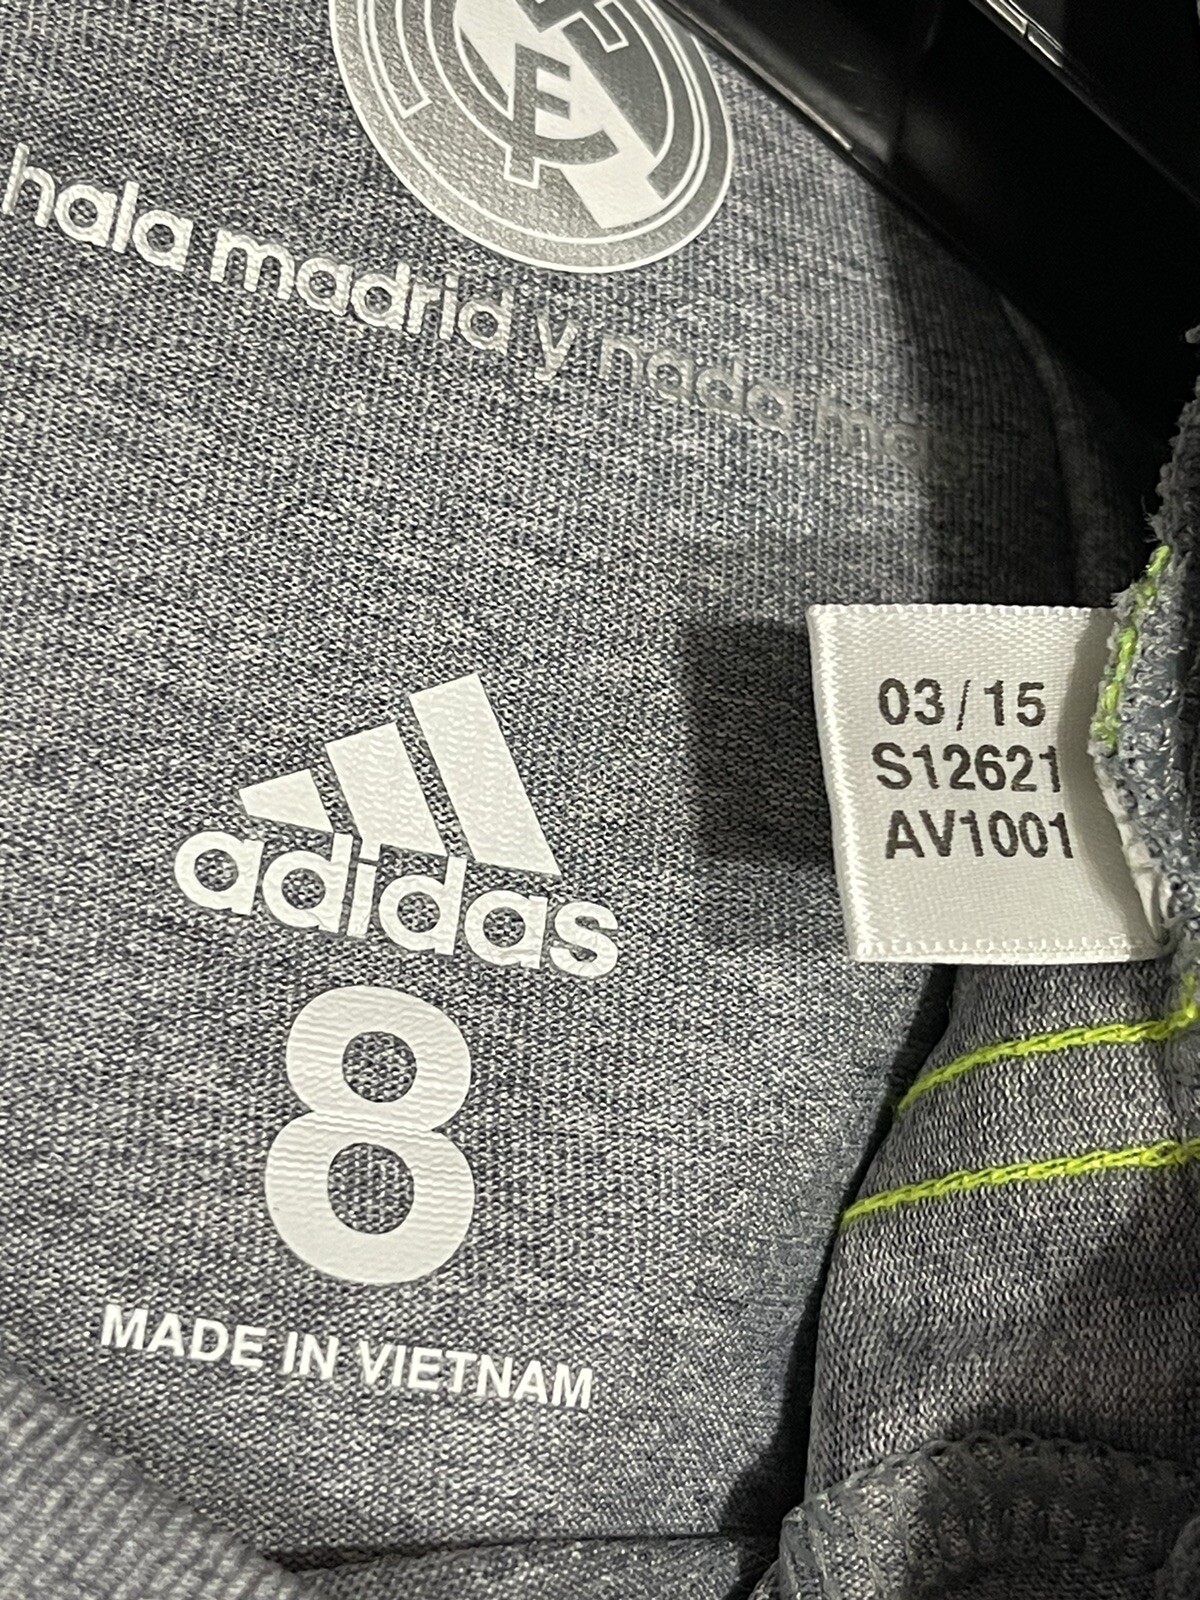 hala madrid y nada más
03/15
S12621
AV1001
adidas
8
MADE IN VIETNAM